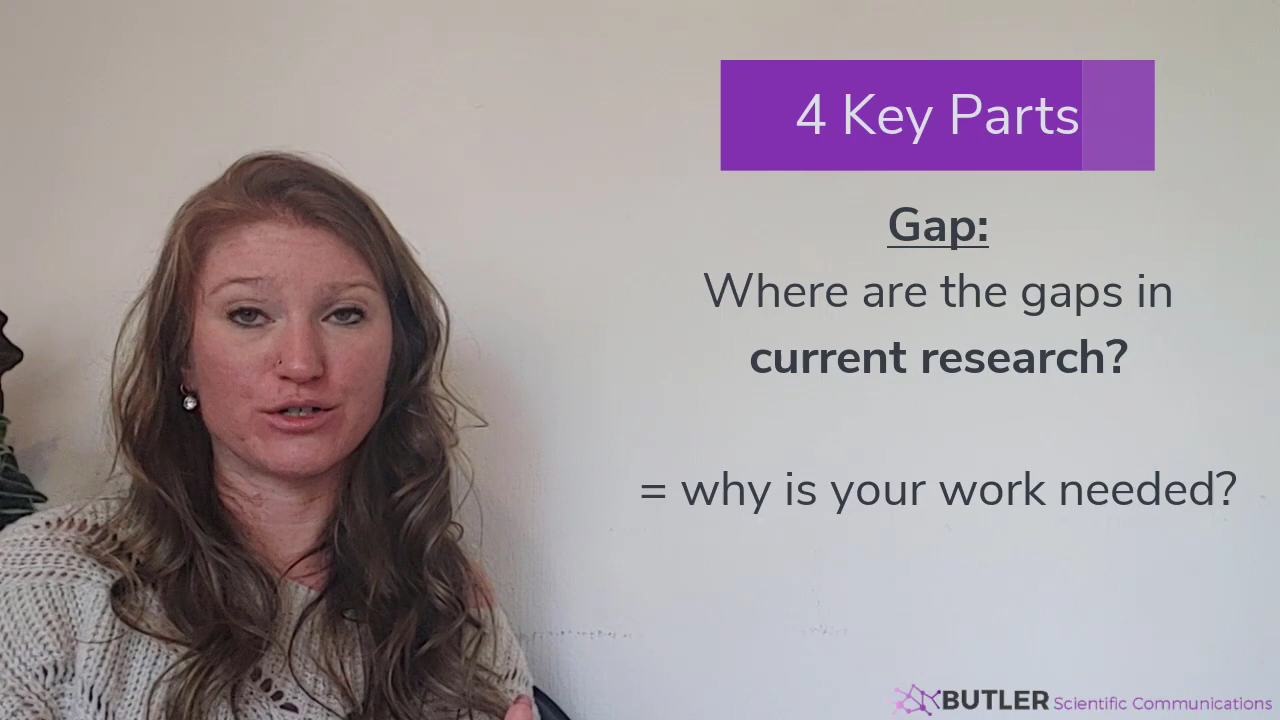 4 Key Parts
Gap:
Where are the gaps in
current research?
= why is your work needed?
BUTLER Scientific Communications